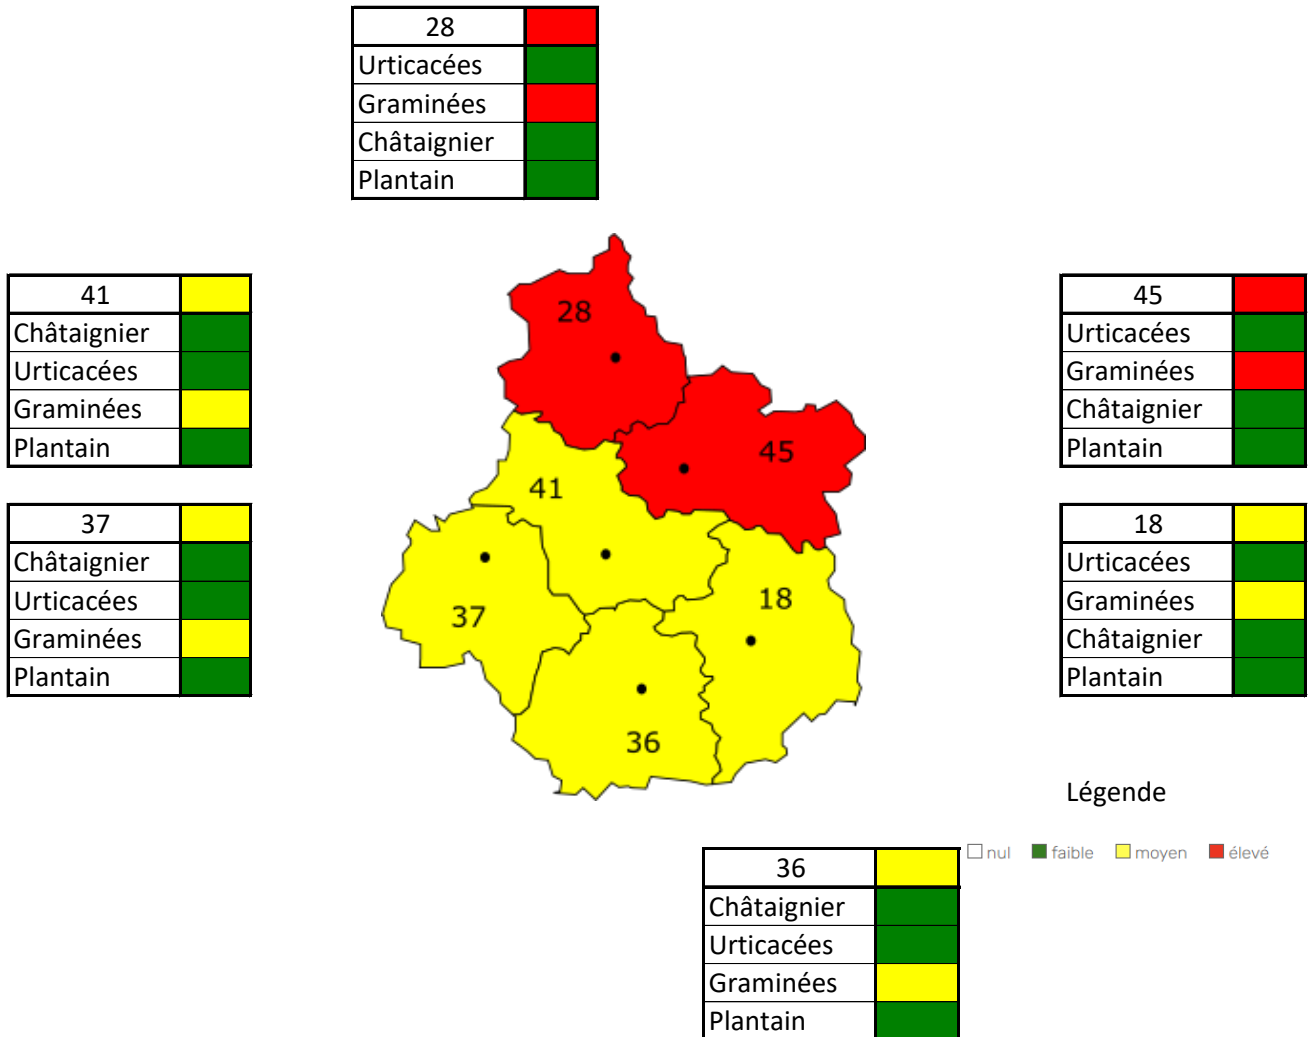 28
Urticacées
Graminées
Châtaignier
Plantain
41
Châtaignier
Urticacées
Graminées
Plantain
37
Châtaignier
Urticacées
Graminées
Plantain
28
45
41
18
37
36
45
Urticacées
Graminées
Châtaignier
Plantain
18
Urticacées
Graminées
Châtaignier
Plantain
Légende
nul faible moyen élevé
36
Châtaignier
Urticacées
Graminées
Plantain